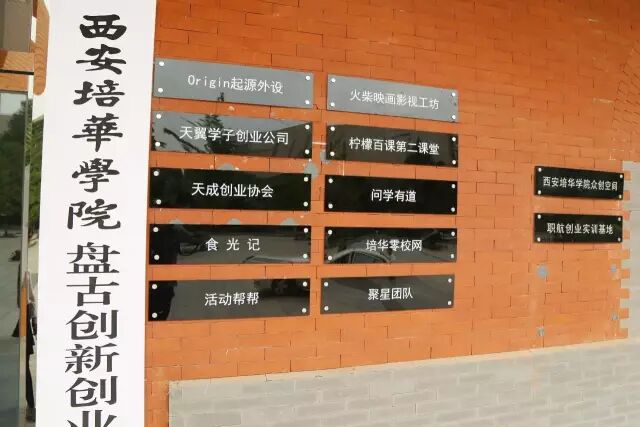 西安培華學院 盘古创新创业
Origin起源外设
火柴映画影视工坊
天翼学子创业公司
柠檬百课第二课堂
天成创业协会
问学有道
食光记
培华零校网
活动帮帮
聚星团队
西安培华学院众创空间
职航创业实训基地